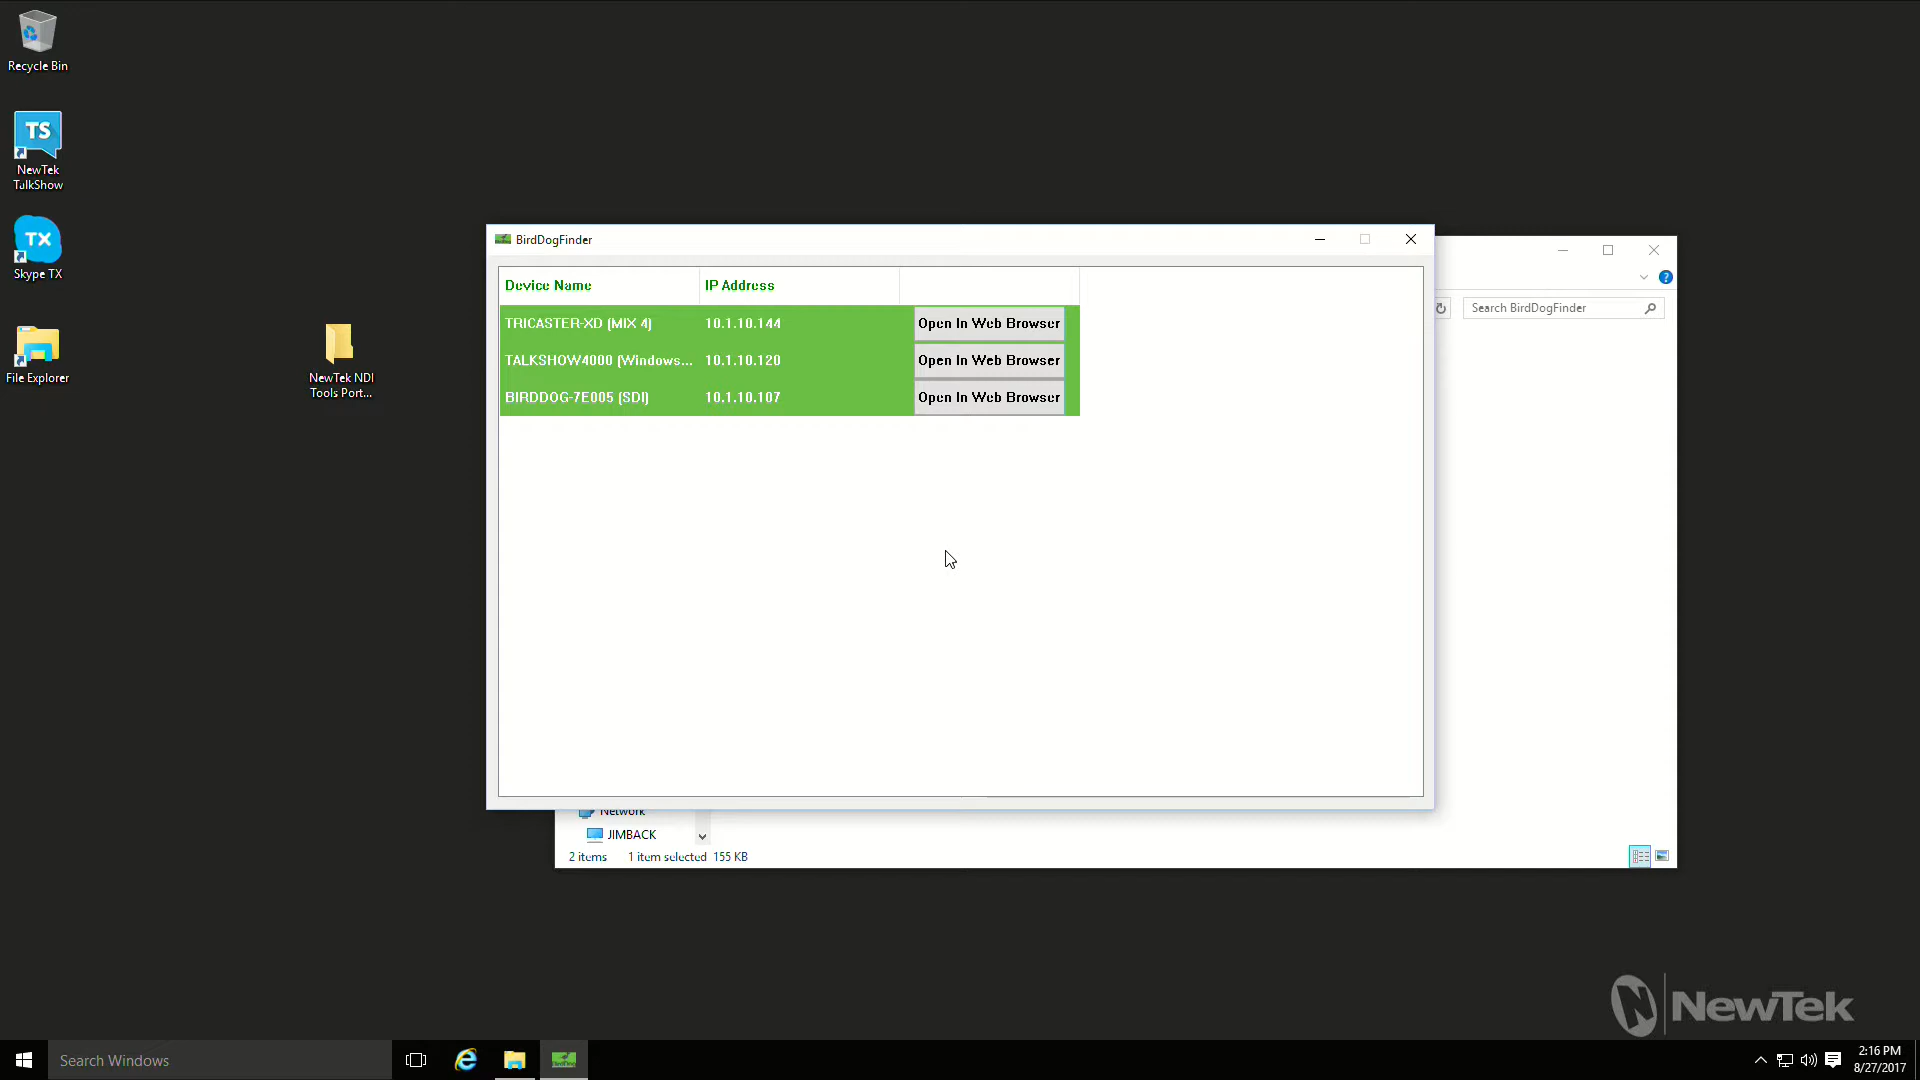 Recycle Bin
TS
NewTek
TalkShow
TX
Skype TX
File Explorer
NewTek NDI
Tools Port...
BirdDogFinder
Device Name
IP Address
TRICASTER-XD (MIX 4)
10.1.10.144
Open In Web Browser
TALKSHOW4000 (Windows...
10.1.10.120
Open In Web Browser
BIRDDOG-7E005 (SDI)
10.1.10.107
Open In Web Browser
Search BirdDogFinder
Network
JIMBACK
2 items
1 item selected 155 KB
NewTek
Search Windows
2:16 PM
8/27/2017